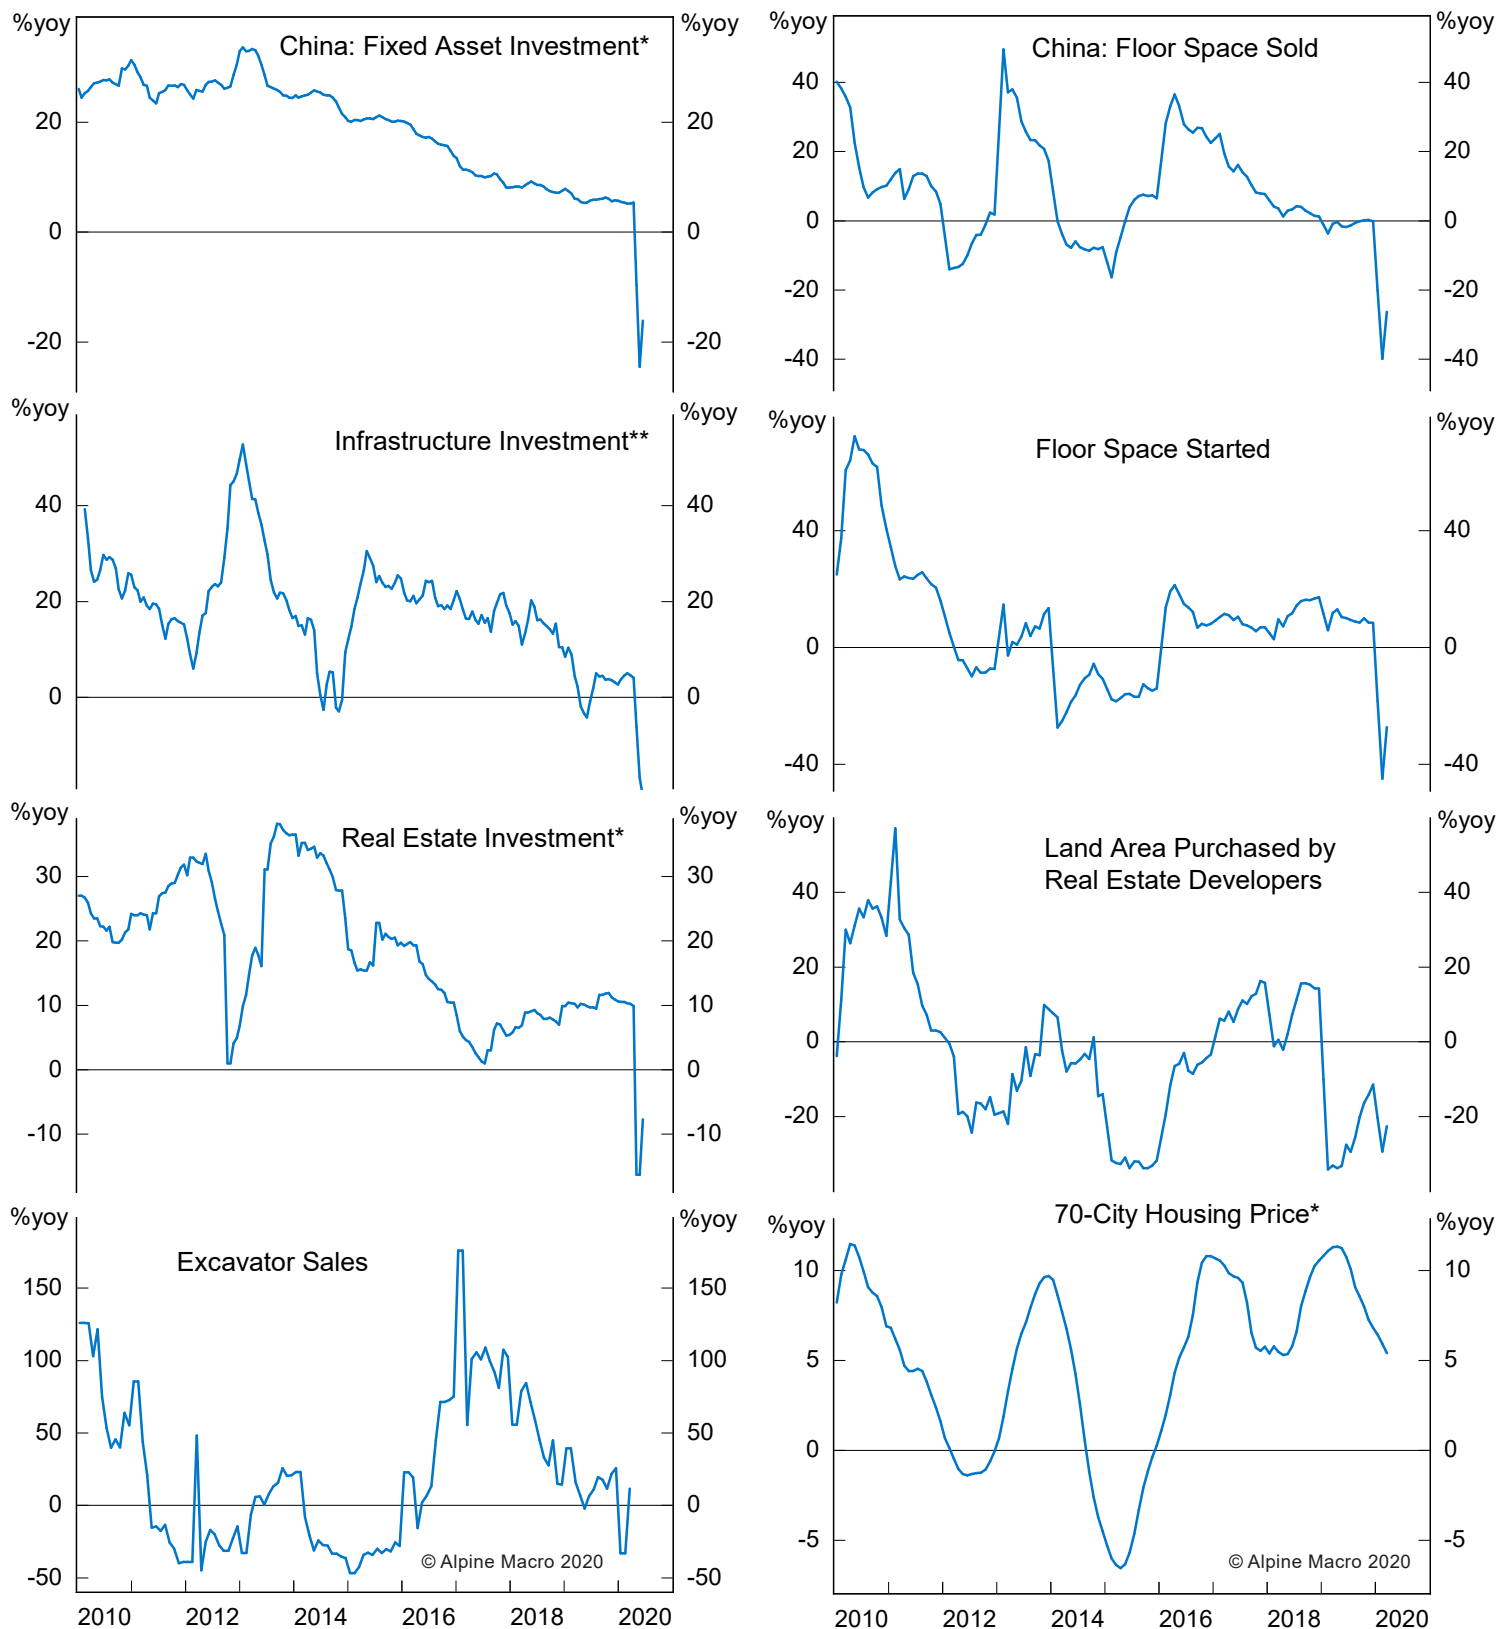 %yoy
%yoy
China: Fixed Asset Investment*
20
20
0
0
-20
-20
%yoy
%yoy
Infrastructure Investment**
40
40
20
20
0
0
%yoy
%yoy
Real Estate Investment*
30
30
20
20
10
10
0
0
-10
-10
%yoy
%yoy
Excavator Sales
150
150
100
100
50
50
0
0
-50
-50
© Alpine Macro 2020
2010
2012
2014
2016
2018
2020
%yoy
%yoy
China: Floor Space Sold
40
40
20
20
0
0
-20
-20
-40
-40
%yoy
%yoy
Floor Space Started
40
40
0
0
-40
-40
%yoy
%yoy
Land Area Purchased by
Real Estate Developers
40
40
20
20
0
0
-20
-20
70-City Housing Price*
%yoy
%yoy
10
10
5
5
0
0
-5
-5
© Alpine Macro 2020
2010
2012
2014
2016
2018
2020